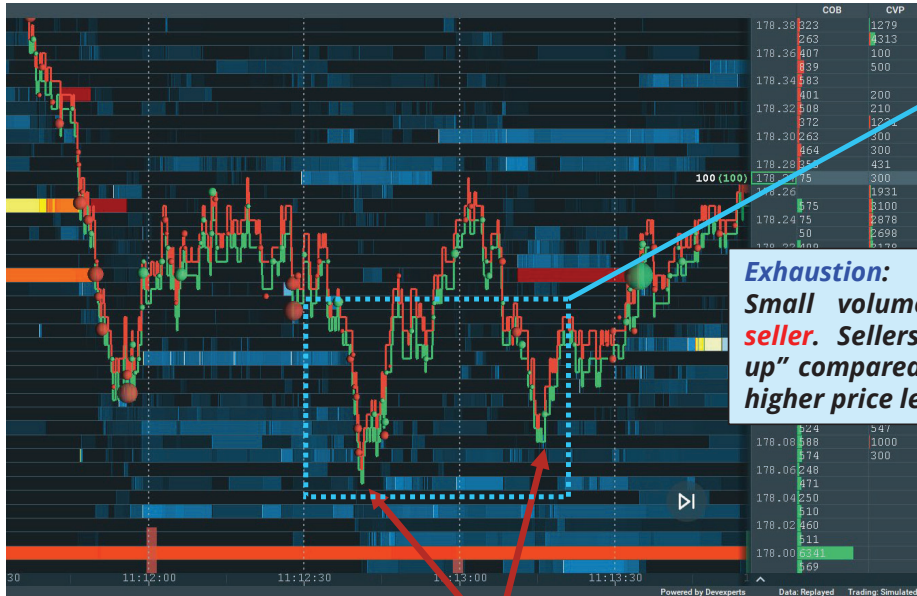 COB CVP
178.38 323 1279
263 4313
178.36 407 100
839 500
178.34 583
401 200
178.32 508 210
372
178.30 263 300
464 300
178.28 431
100 (100) 75 300
178.26 1931
575 3100
178.24 75 2878
50 2698
Exhaustion:
Small volume
seller. Sellers
up” compared
higher price le
524 547
178.08 588 1000
574 300
178.06 248
471
178.04 250
510
178.02 460
511
178.00 6341
569
30 11:12:00 11:12:30 11:13:00 11:13:30
Powered by Devexperts Data: Replayed Trading: Simulated